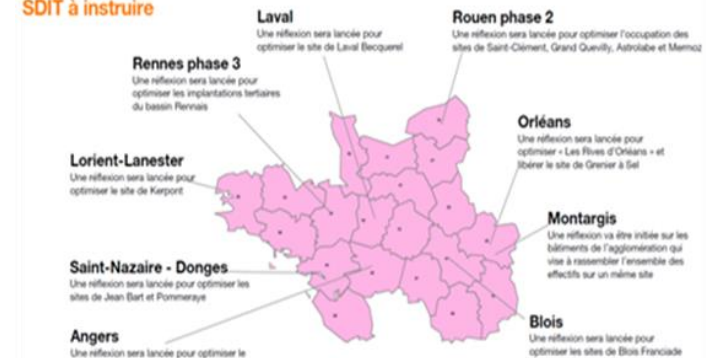 SDIT à instruire
Laval
Une réflexion sera lancée pour
optimiser le site de Laval Becquerel
Rouen phase 2
Une réflexion sera lancée pour optimiser l'occupation des
sites de Saint-Clément, Grand Quevilly, Astrolabe et Mermoz
Rennes phase 3
Une réflexion sera lancée pour
optimiser les implantations tertiaires
du bassin Rennais
Orléans
Une réflexion sera lancée pour
optimiser « Les Rives d'Orléans » et
libérer le site de Grenier à Sel
Lorient-Lanester
Une réflexion sera lancée pour
optimiser le site de Kerpont
Montargis
Une réflexion va être initiée sur les
bâtiments de l'agglomération qui
vise à rassembler l'ensemble des
effectifs sur un même site
Saint-Nazaire - Donges
Une réflexion sera lancée pour optimiser les
sites de Jean Bart et Pommeraye
Blois
Une réflexion sera lancée pour
optimiser les sites de Blois Franciade
Angers
Une réflexion sera lancée pour optimiser le